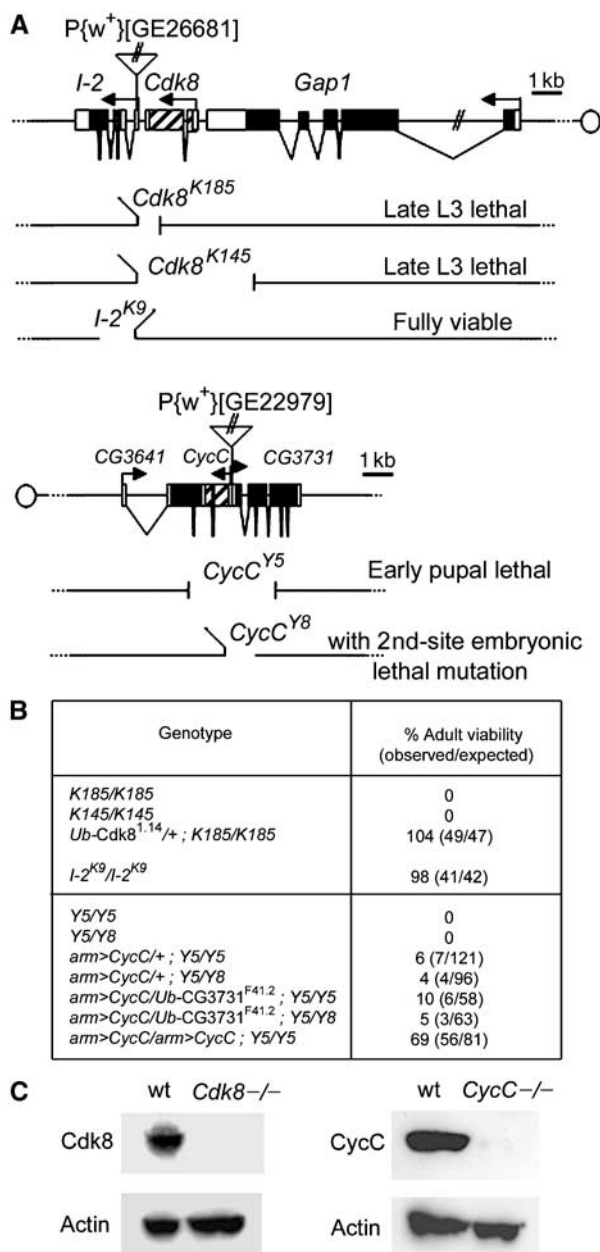 A
P{w+}[GE26681]
I-2 Cdk8 Gap1
1 kb
Cdk8K185 Late L3 lethal
Cdk8K145 Late L3 lethal
I-2K9 Fully viable
P{w+}[GE22979]
CG3641 CycC CG3731 1 kb
CycCY5 Early pupal lethal
CycCY8 with 2nd-site embryonic
lethal mutation
B
Genotype % Adult viability
(observed/expected)
K185/K185 0
K145/K145 0
Ub-Cdk81.14/+ ; K185/K185 104 (49/47)
I-2K9/I-2K9 98 (41/42)
Y5/Y5 0
Y5/Y8 0
arm>CycC/+ ; Y5/Y5 6 (7/121)
arm>CycC/+ ; Y5/Y8 4 (4/96)
arm>CycC/Ub-CG3731F41.2 ; Y5/Y5 10 (6/58)
arm>CycC/Ub-CG3731F41.2 ; Y5/Y8 5 (3/63)
arm>CycC/arm>CycC ; Y5/Y5 69 (56/81)
C
wt Cdk8−/− wt CycC−/−
Cdk8 CycC
Actin Actin